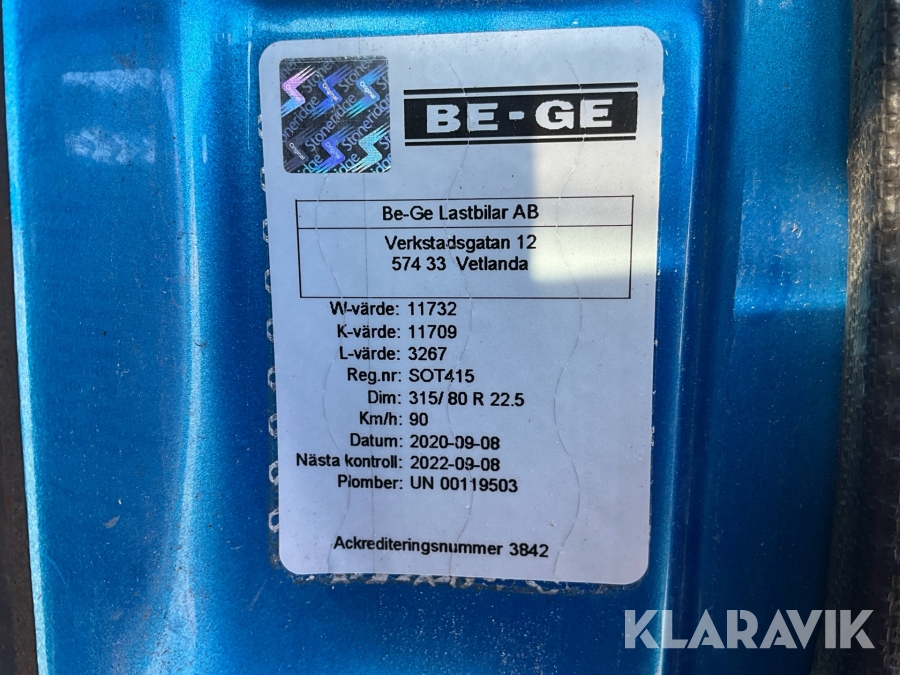 Stoneridge
Original
BE-GE
Be-Ge Lastbilar AB
Verkstadsgatan 12
574 33 Vetlanda
W-värde: 11732
K-värde: 11709
L-värde: 3267
Reg.nr: SOT415
Dim: 315/ 80 R 22.5
Km/h: 90
Datum: 2020-09-08
Nästa kontroll: 2022-09-08
Plomber: UN 00119503
Ackrediteringsnummer 3842
KLARAVIK